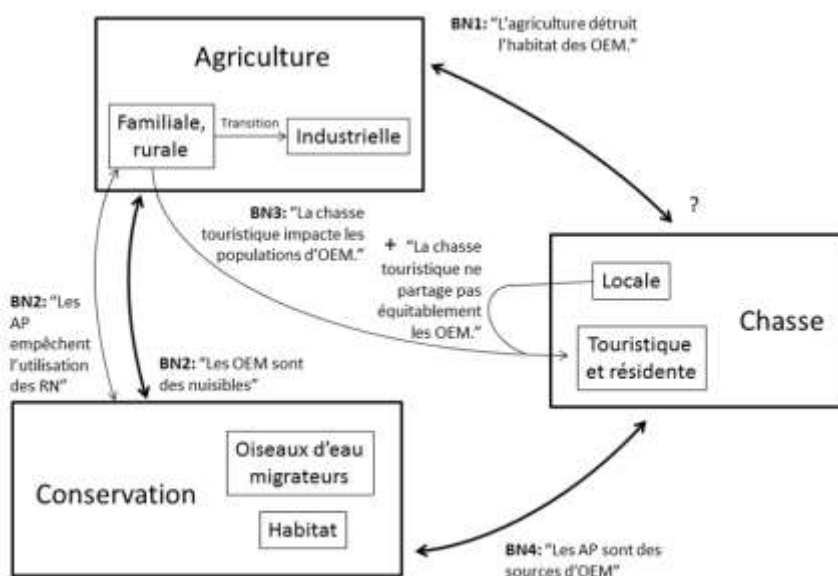 BN1: “L’agriculture détruit
l’habitat des OEM.”
Agriculture
Familiale,
rurale
Transition
Industrielle
BN3: “La chasse
touristique impacte les
populations d’OEM.”
?
+ “La chasse
touristique ne
partage pas
équitablement
les OEM.”
Locale
Chasse
Touristique
et résidente
BN2: “Les
AP
empêchent
l’utilisation
des RN”
BN2: “Les OEM sont
des nuisibles”
Oiseaux d’eau
migrateurs
Conservation
Habitat
BN4: “Les AP sont des
sources d’OEM”